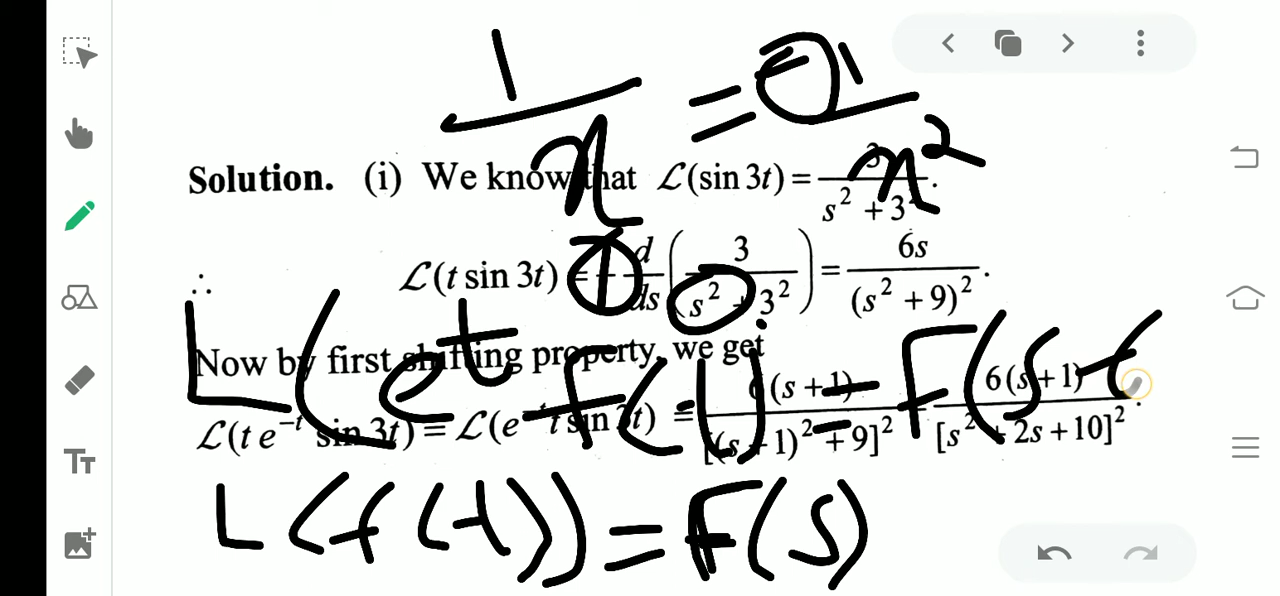 1/x = -1/x²
Solution. (i) We know that ℒ(sin 3t) = 3/(s² + 3²).
∴ ℒ(t sin 3t) = - d/ds (3/(s² + 3²)) = 6s/(s² + 9)².
Now by first shifting property, we get
L(et f(t)) = F(s-
ℒ(t e^-t sin 3t) = ℒ(e^-t t sin 3t) = 6(s + 1)/[(s + 1)² + 9]² = 6(s + 1)/[s² + 2s + 10]².
L(f(t)) = F(s)
Tт